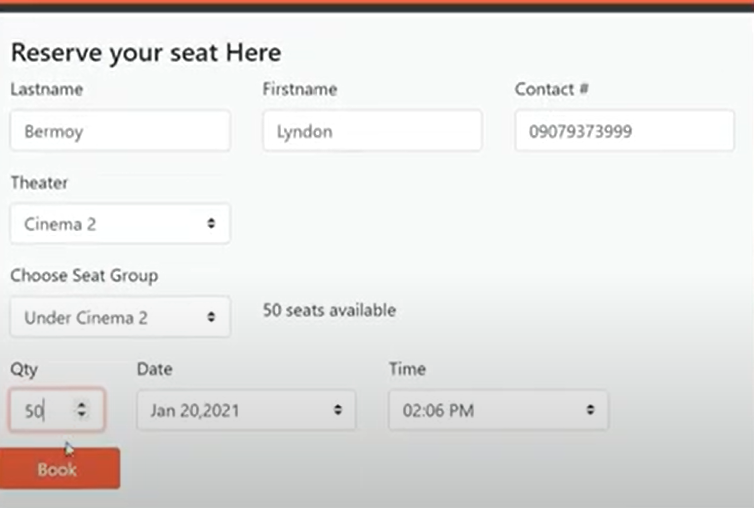 Reserve your seat Here
Lastname Firstname Contact #
Bermoy Lyndon 09079373999
Theater
Cinema 2
Choose Seat Group
Under Cinema 2 50 seats available
Qty Date Time
50 Jan 20,2021 02:06 PM
Book